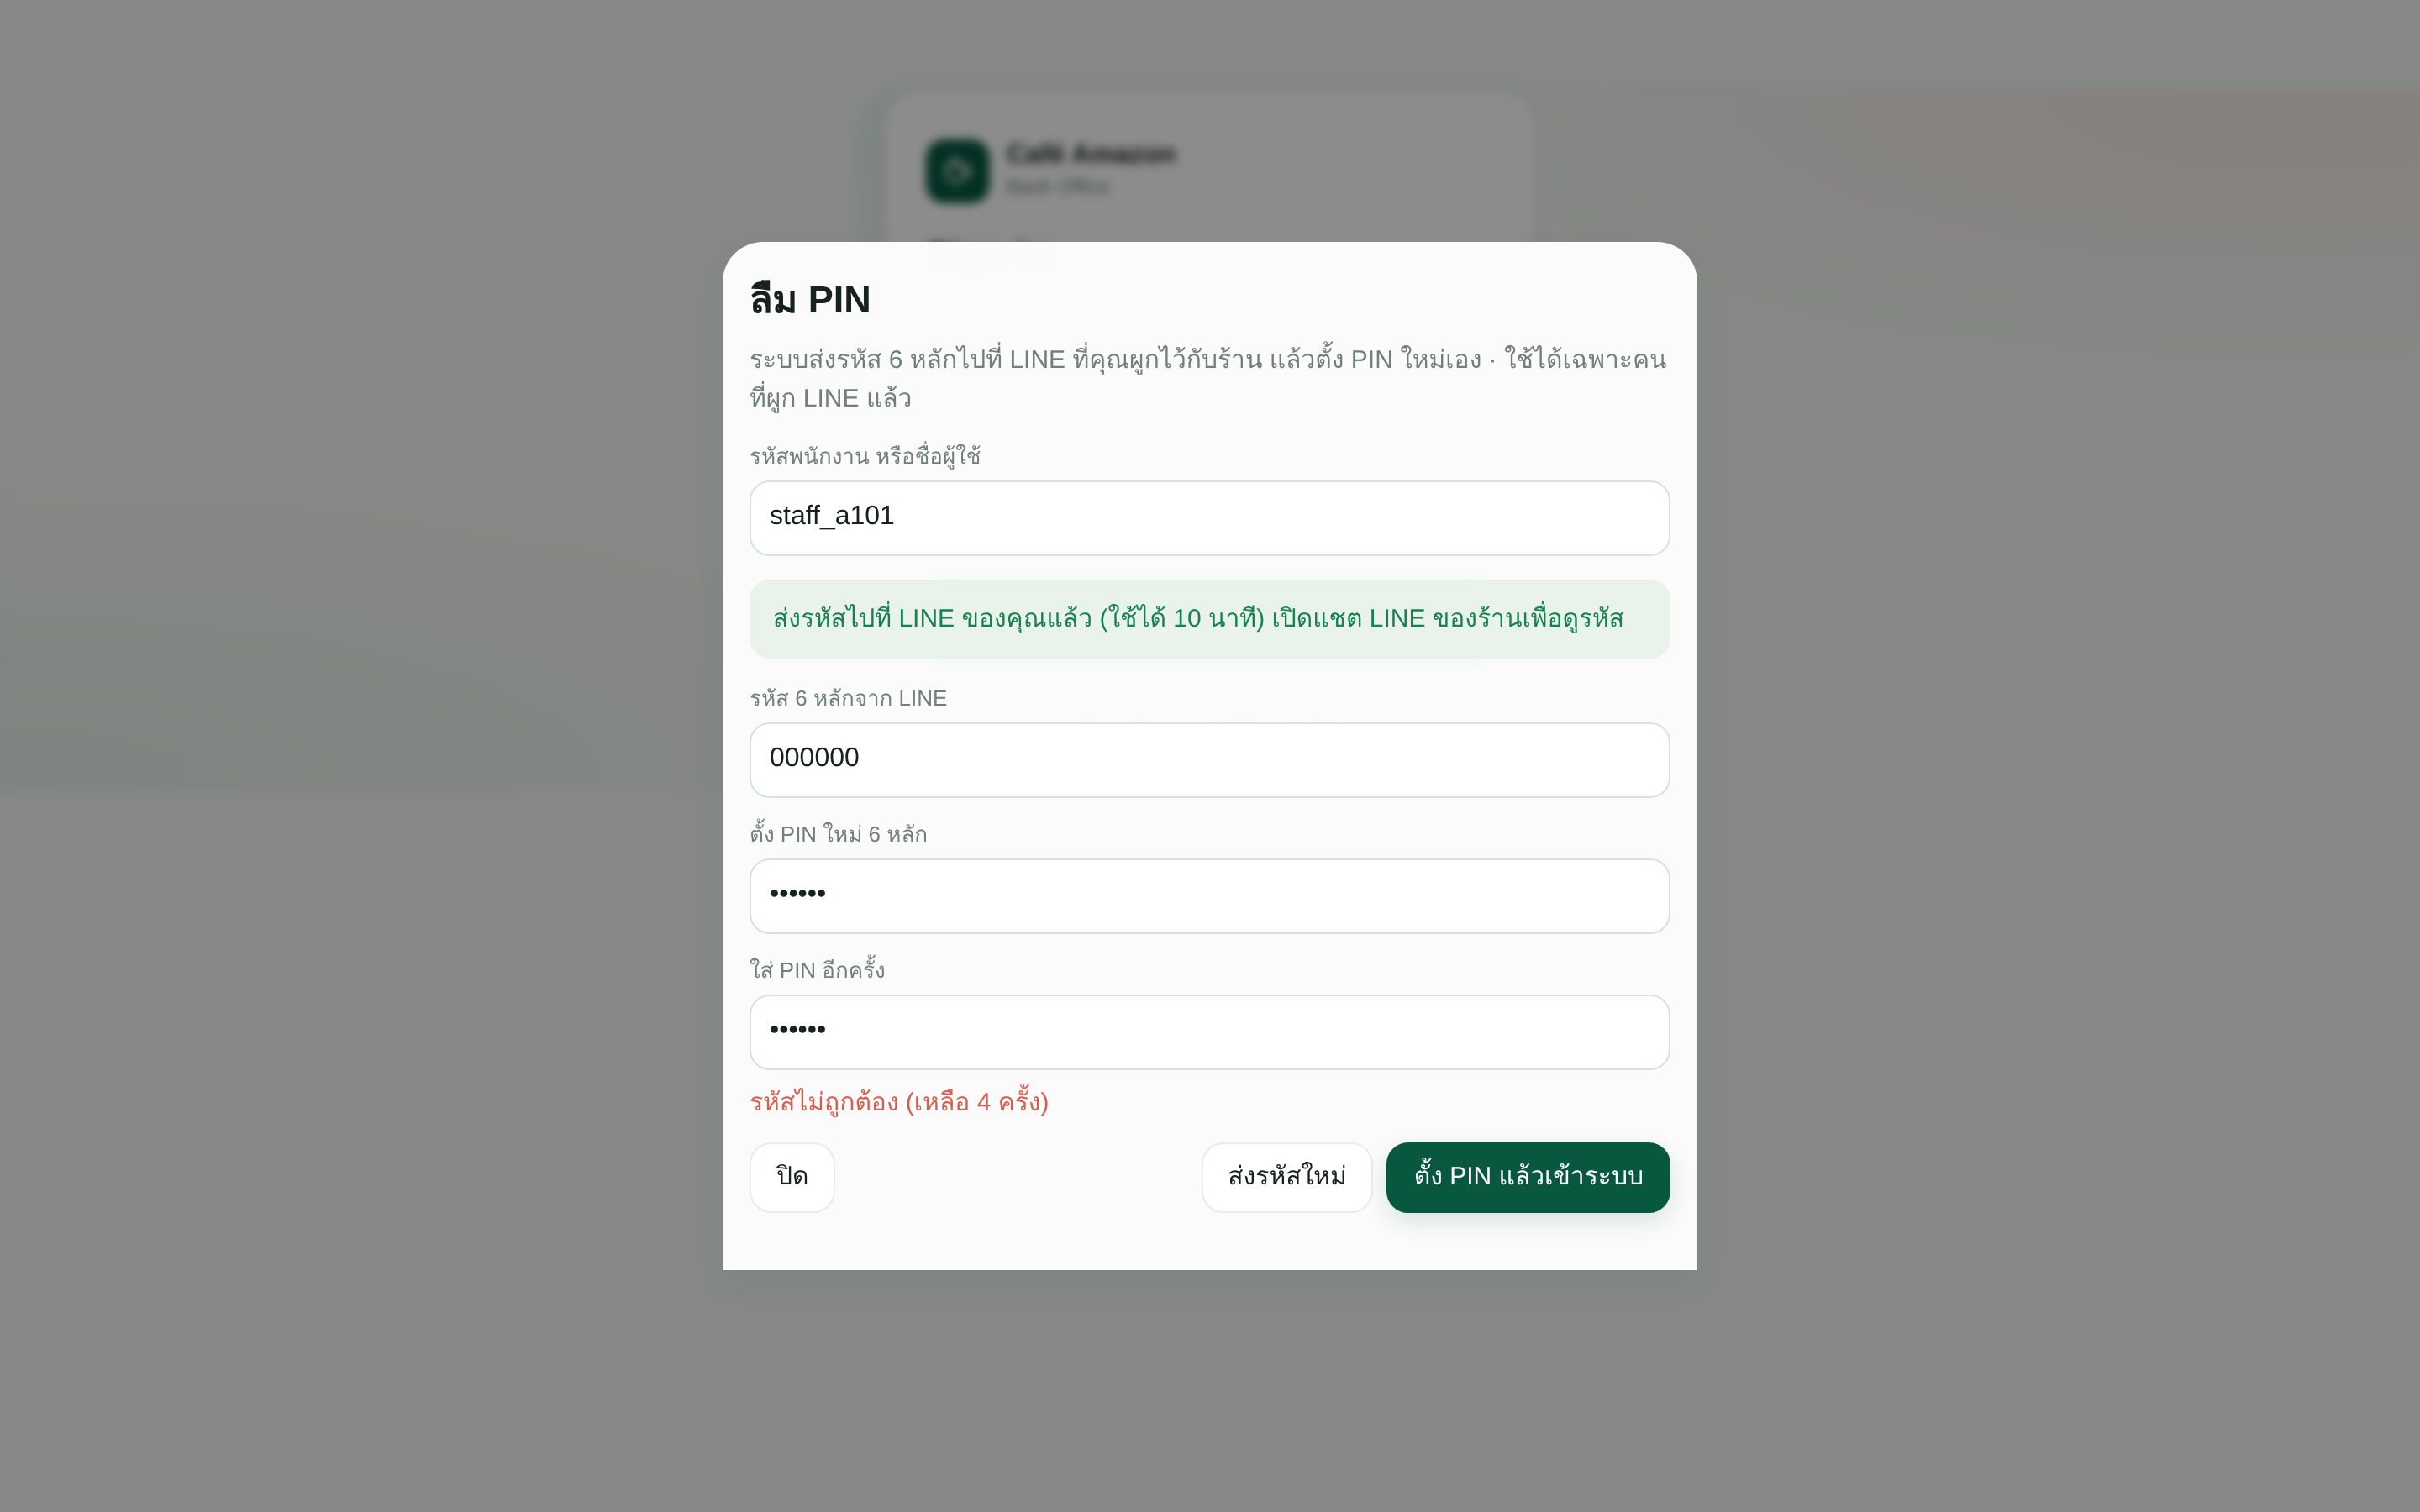 Café Amazon
Back Office
ลืม PIN
ระบบส่งรหัส 6 หลักไปที่ LINE ที่คุณผูกไว้กับร้าน แล้วตั้ง PIN ใหม่เอง · ใช้ได้เฉพาะคน
ที่ผูก LINE แล้ว
รหัสพนักงาน หรือชื่อผู้ใช้
staff_a101
ส่งรหัสไปที่ LINE ของคุณแล้ว (ใช้ได้ 10 นาที) เปิดแชต LINE ของร้านเพื่อดูรหัส
รหัส 6 หลักจาก LINE
000000
ตั้ง PIN ใหม่ 6 หลัก
••••••
ใส่ PIN อีกครั้ง
••••••
รหัสไม่ถูกต้อง (เหลือ 4 ครั้ง)
ปิด
ส่งรหัสใหม่
ตั้ง PIN แล้วเข้าระบบ